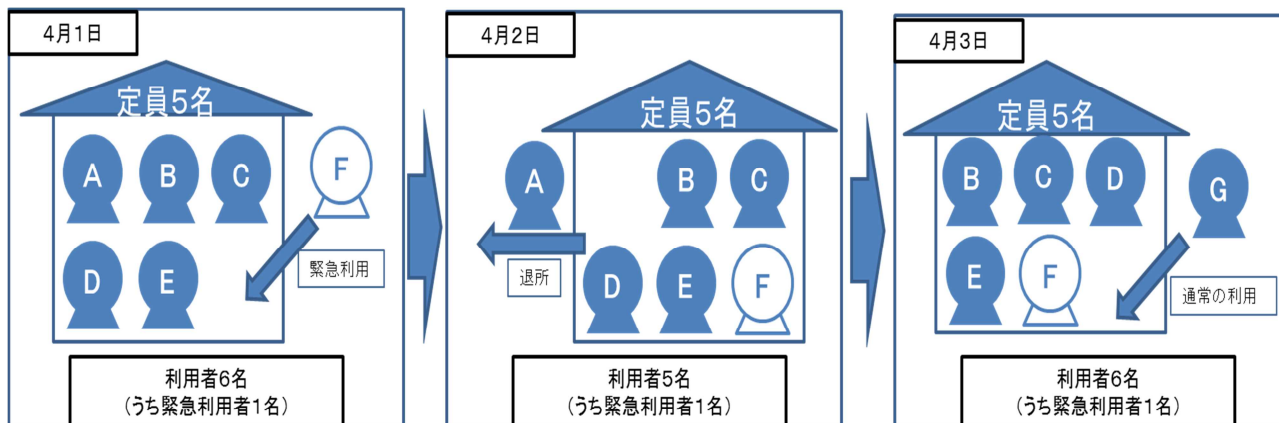 4月1日
定員5名
A
B
C
F
D
E
緊急利用
利用者6名
（うち緊急利用者1名）
4月2日
定員5名
A
B
C
D
E
F
退所
利用者5名
（うち緊急利用者1名）
4月3日
定員5名
B
C
D
G
E
F
通常の利用
利用者6名
（うち緊急利用者1名）